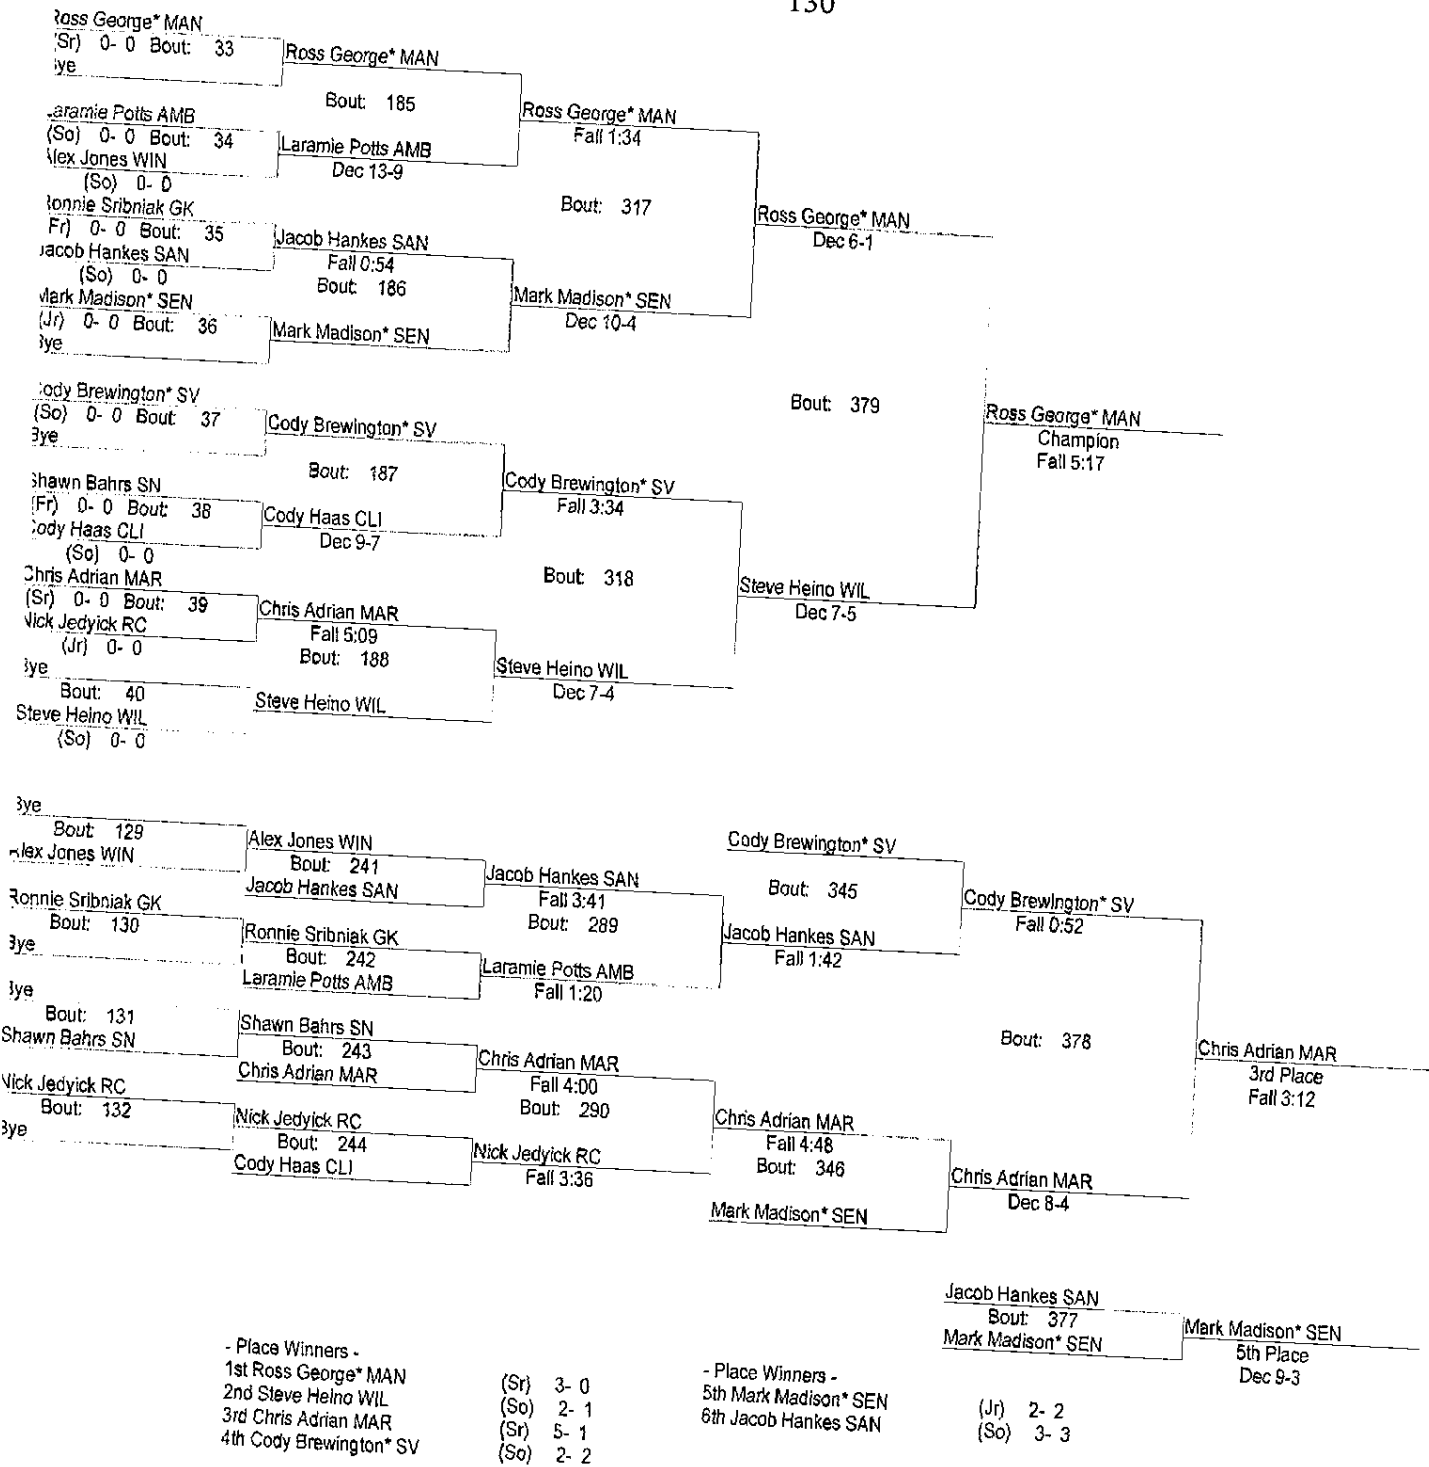 130
Ross George* MAN
(Sr) 0- 0 Bout: 33
Bye
Ross George* MAN
Bout: 185
Laramie Potts AMB
(So) 0- 0 Bout: 34
Alex Jones WIN
(So) 0- 0
Laramie Potts AMB
Dec 13-9
Ross George* MAN
Fall 1:34
Bout: 317
Ronnie Sribniak GK
Fr) 0- 0 Bout: 35
Jacob Hankes SAN
(So) 0- 0
Jacob Hankes SAN
Fall 0:54
Bout: 186
Mark Madison* SEN
(Jr) 0- 0 Bout: 36
Bye
Mark Madison* SEN
Mark Madison* SEN
Dec 10-4
Ross George* MAN
Dec 6-1
Bout: 379
Cody Brewington* SV
(So) 0- 0 Bout: 37
Bye
Cody Brewington* SV
Bout: 187
Shawn Bahrs SN
(Fr) 0- 0 Bout: 38
Cody Haas CLI
(So) 0- 0
Cody Haas CLI
Dec 9-7
Cody Brewington* SV
Fall 3:34
Bout: 318
Chris Adrian MAR
(Sr) 0- 0 Bout: 39
Nick Jedyick RC
(Jr) 0- 0
Chris Adrian MAR
Fall 5:09
Bout: 188
Bye
Bout: 40
Steve Heino WIL
(So) 0- 0
Steve Heino WIL
Steve Heino WIL
Dec 7-4
Steve Heino WIL
Dec 7-5
Ross George* MAN
Champion
Fall 5:17
Bye
Bout: 129
Alex Jones WIN
Alex Jones WIN
Bout: 241
Jacob Hankes SAN
Jacob Hankes SAN
Fall 3:41
Bout: 289
Ronnie Sribniak GK
Bout: 130
Bye
Ronnie Sribniak GK
Bout: 242
Laramie Potts AMB
Laramie Potts AMB
Fall 1:20
Cody Brewington* SV
Bout: 345
Jacob Hankes SAN
Fall 1:42
Cody Brewington* SV
Fall 0:52
Bout: 378
Bye
Bout: 131
Shawn Bahrs SN
Shawn Bahrs SN
Bout: 243
Chris Adrian MAR
Chris Adrian MAR
Fall 4:00
Bout: 290
Nick Jedyick RC
Bout: 132
Bye
Nick Jedyick RC
Bout: 244
Cody Haas CLI
Nick Jedyick RC
Fall 3:36
Chris Adrian MAR
Fall 4:48
Bout: 346
Mark Madison* SEN
Chris Adrian MAR
Dec 8-4
Chris Adrian MAR
3rd Place
Fall 3:12
Jacob Hankes SAN
Bout: 377
Mark Madison* SEN
Mark Madison* SEN
5th Place
Dec 9-3
- Place Winners -
1st Ross George* MAN (Sr) 3- 0
2nd Steve Heino WIL (So) 2- 1
3rd Chris Adrian MAR (Sr) 5- 1
4th Cody Brewington* SV (So) 2- 2
- Place Winners -
5th Mark Madison* SEN (Jr) 2- 2
6th Jacob Hankes SAN (So) 3- 3